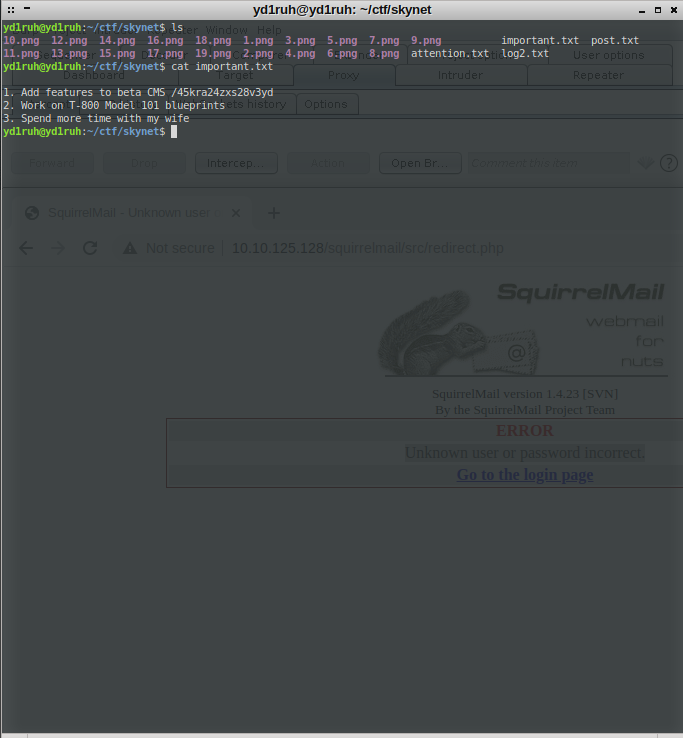 yd1ruh@yd1ruh: ~/ctf/skynet
yd1ruh@yd1ruh:~/ctf/skynet$ ls
10.png 12.png 14.png 16.png 18.png 1.png 3.png 5.png 7.png 9.png important.txt post.txt
11.png 13.png 15.png 17.png 19.png 2.png 4.png 6.png 8.png attention.txt log2.txt
yd1ruh@yd1ruh:~/ctf/skynet$ cat important.txt
1. Add features to beta CMS /45kra24zxs28v3yd
2. Work on T-800 Model 101 blueprints
3. Spend more time with my wife
yd1ruh@yd1ruh:~/ctf/skynet$
Window Help
User options
Dashboard Target Proxy Intruder Repeater
history Options
Forward Drop Intercep... Action Open Br... Comment this item
SquirrelMail - Unknown user
Not secure 10.10.125.128/squirrelmail/src/redirect.php
SquirrelMail
webmail
for
nuts
SquirrelMail version 1.4.23 [SVN]
By the SquirrelMail Project Team
ERROR
Unknown user or password incorrect.
Go to the login page